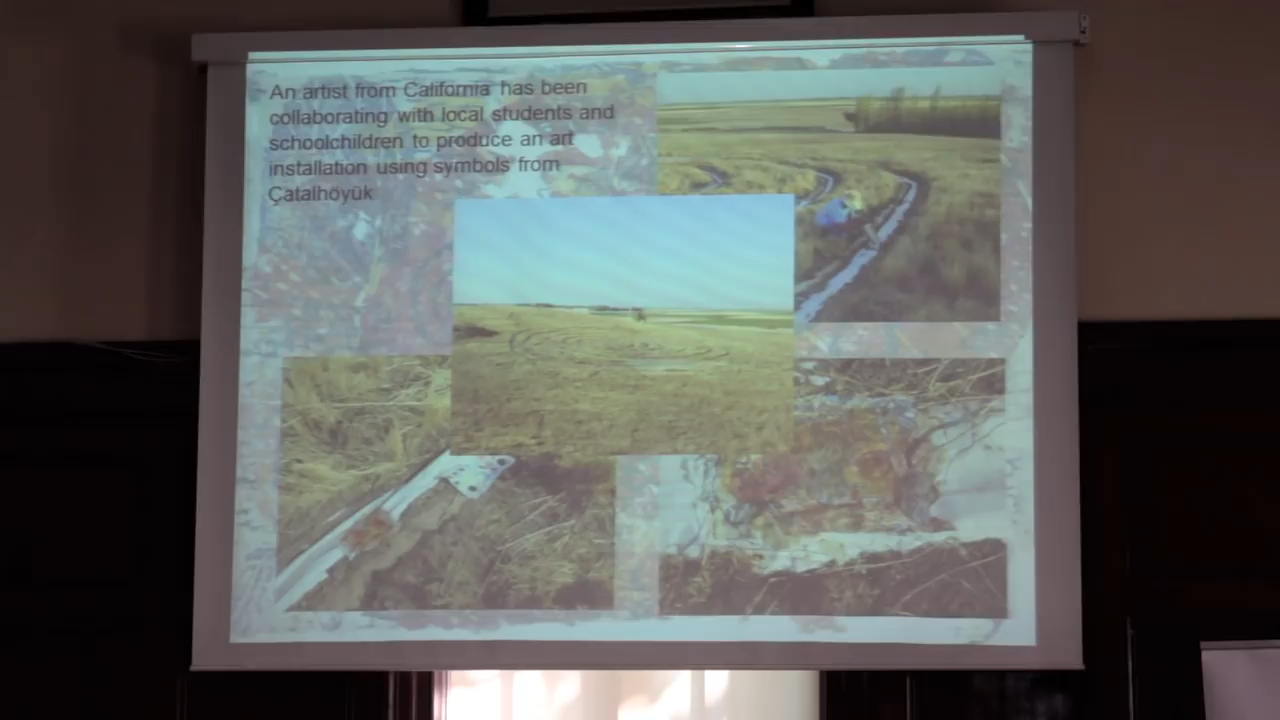 An artist from California has been
collaborating with local students and
schoolchildren to produce an art
installation using symbols from
Çatalhöyük